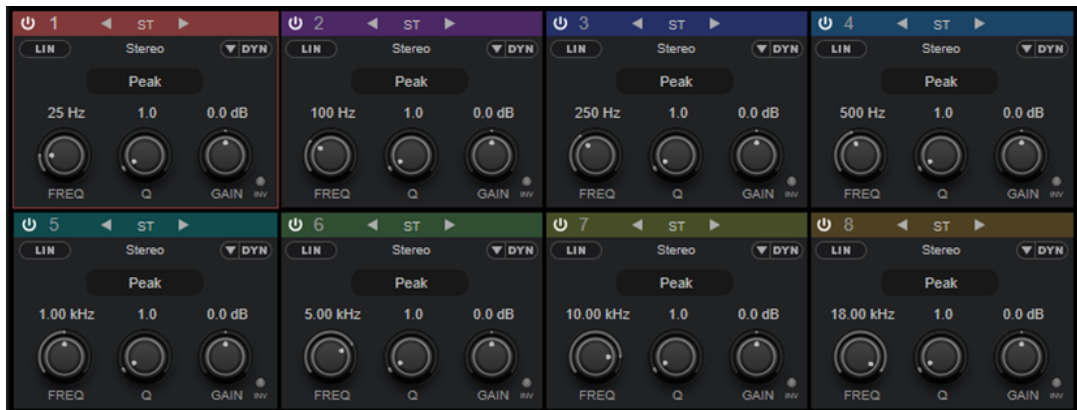 1 ST 2 ST 3 ST 4 ST
LIN Stereo DYN LIN Stereo DYN LIN Stereo DYN LIN Stereo DYN
Peak Peak Peak Peak
25 Hz 1.0 0.0 dB 100 Hz 1.0 0.0 dB 250 Hz 1.0 0.0 dB 500 Hz 1.0 0.0 dB
FREQ Q GAIN INV FREQ Q GAIN INV FREQ Q GAIN INV FREQ Q GAIN INV
5 ST 6 ST 7 ST 8 ST
LIN Stereo DYN LIN Stereo DYN LIN Stereo DYN LIN Stereo DYN
Peak Peak Peak Peak
1.00 kHz 1.0 0.0 dB 5.00 kHz 1.0 0.0 dB 10.00 kHz 1.0 0.0 dB 18.00 kHz 1.0 0.0 dB
FREQ Q GAIN INV FREQ Q GAIN INV FREQ Q GAIN INV FREQ Q GAIN INV